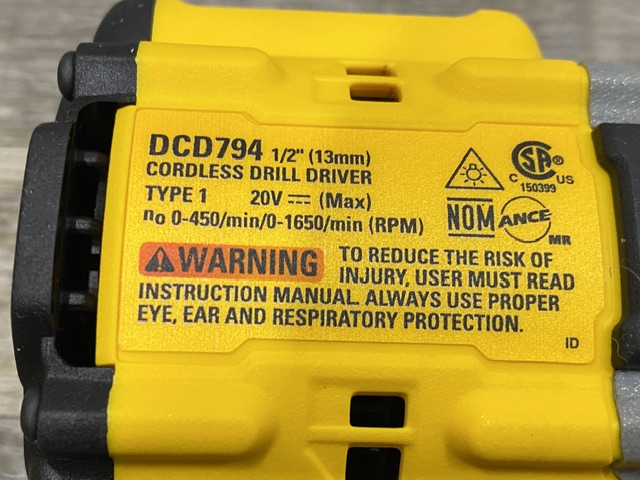 DCD794 1/2" (13mm)
CORDLESS DRILL DRIVER
TYPE 1 20V ⎓ (Max)
no 0-450/min/0-1650/min (RPM)
⚠WARNING TO REDUCE THE RISK OF
INJURY, USER MUST READ
INSTRUCTION MANUAL. ALWAYS USE PROPER
EYE, EAR AND RESPIRATORY PROTECTION.
CSA®
C US
150399
NOM ANCE
MR
ID